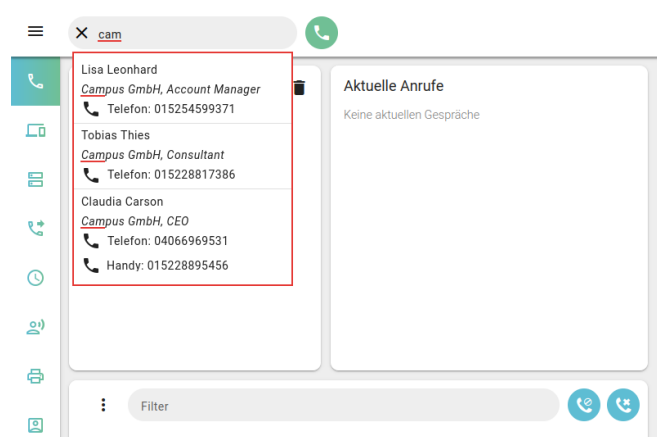 cam
Lisa Leonhard
Campus GmbH, Account Manager
Telefon: 015254599371
Tobias Thies
Campus GmbH, Consultant
Telefon: 015228817386
Claudia Carson
Campus GmbH, CEO
Telefon: 04066969531
Handy: 015228895456
Aktuelle Anrufe
Keine aktuellen Gespräche
Filter